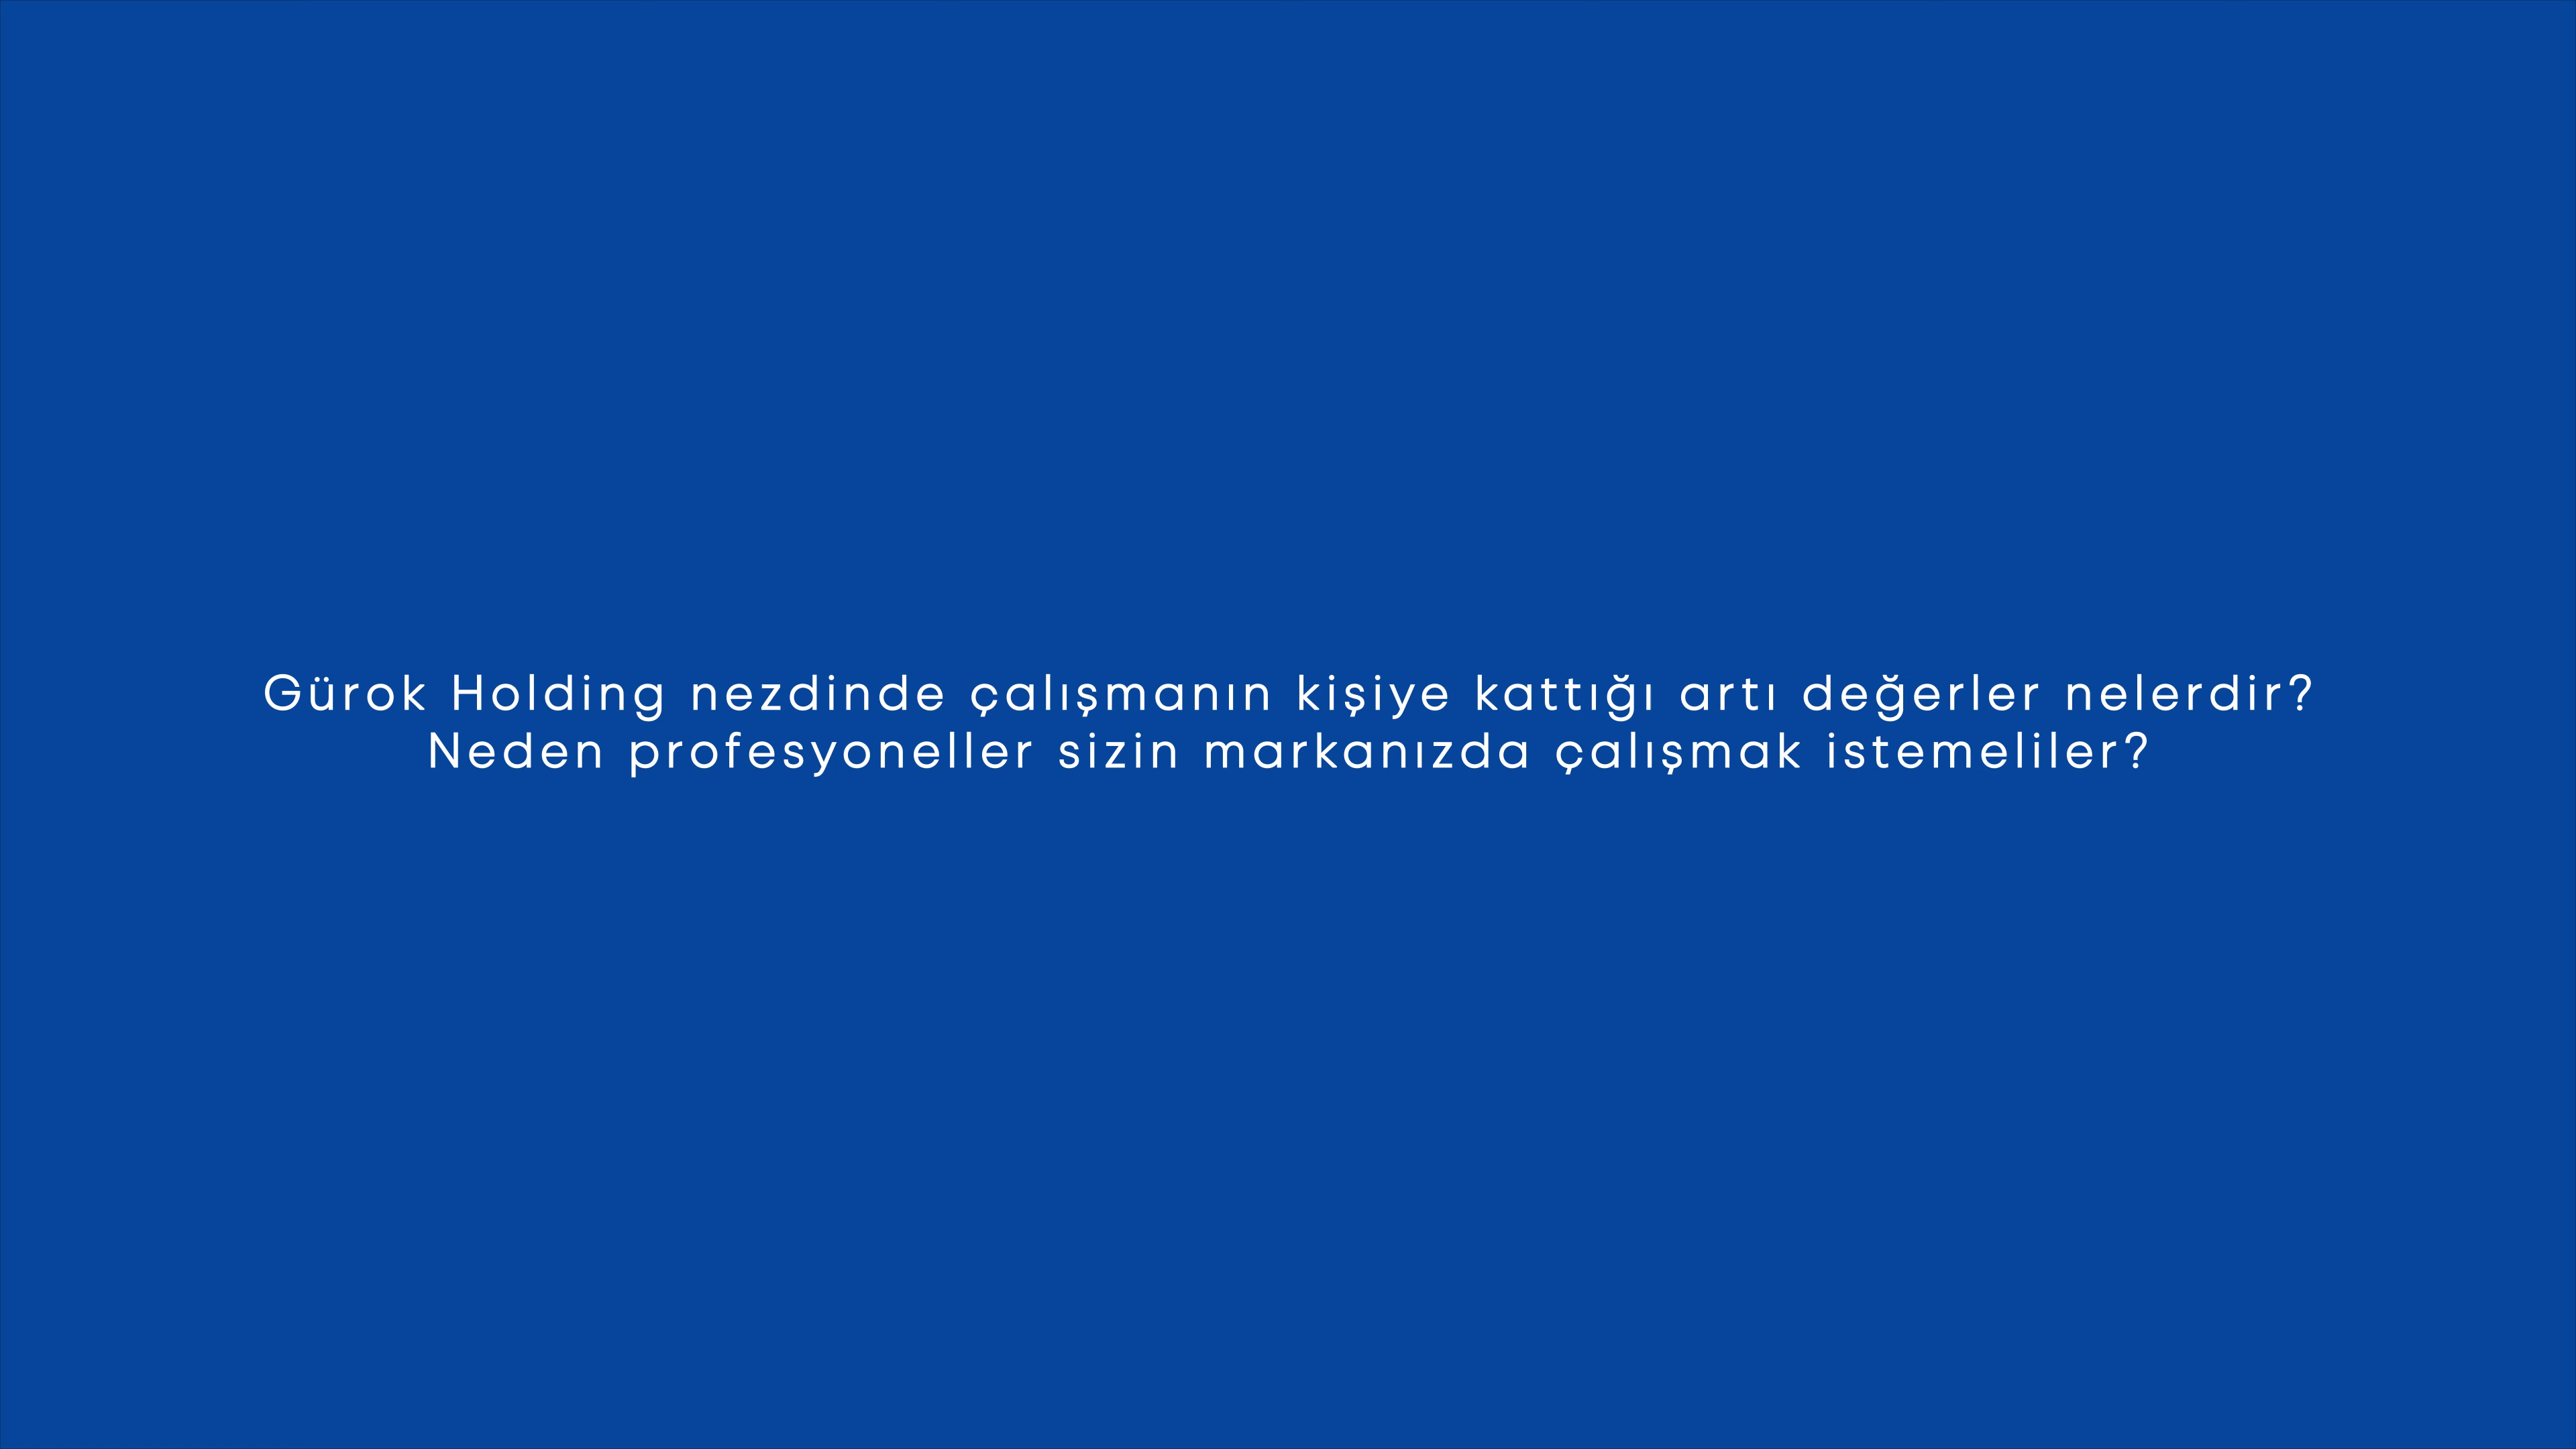 Gürok Holding nezdinde çalışmanın kişiye kattığı artı değerler nelerdir?
Neden profesyoneller sizin markanızda çalışmak istemeliler?